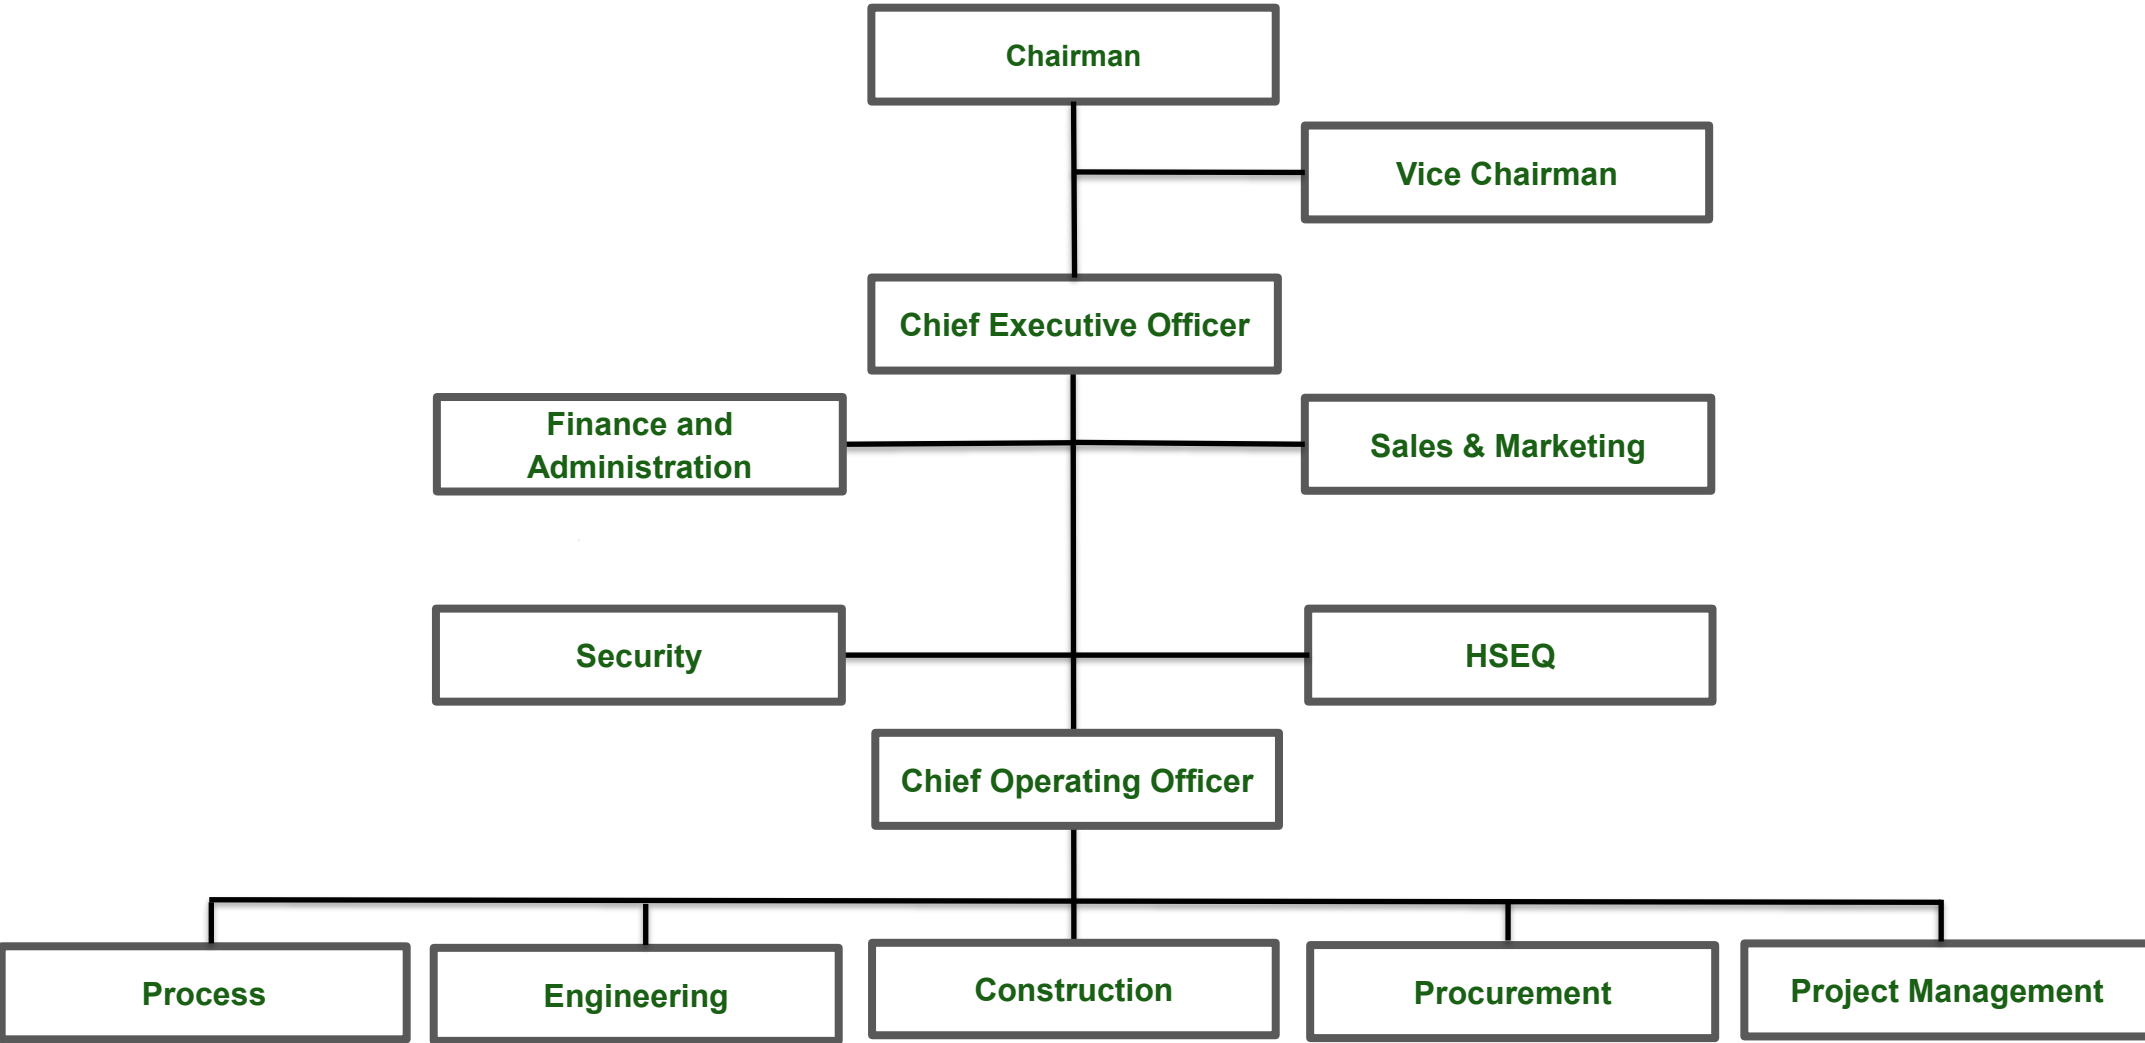 Chairman
Vice Chairman
Chief Executive Officer
Finance and
Administration
Sales & Marketing
Security
HSEQ
Chief Operating Officer
Process
Engineering
Construction
Procurement
Project Management